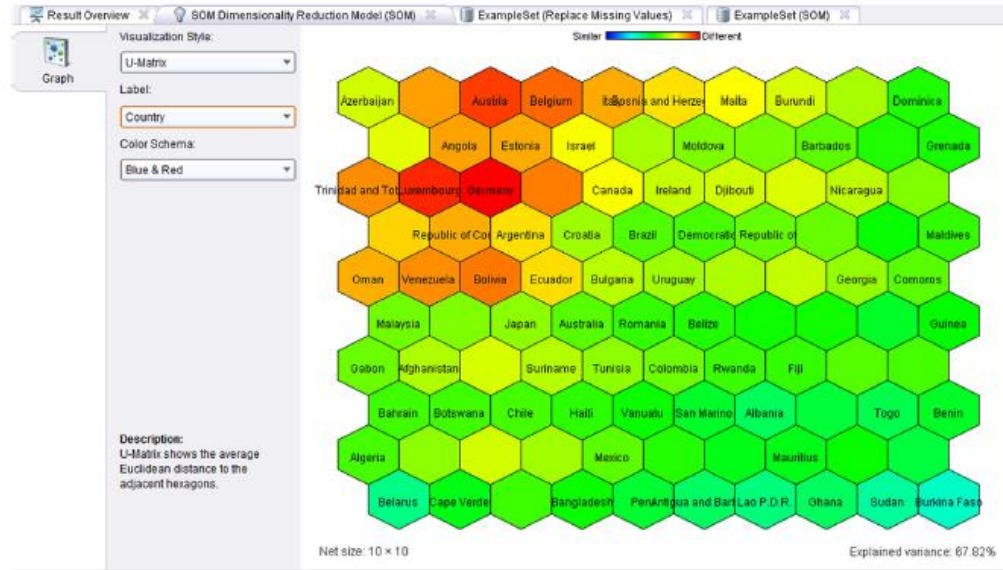 Result Overview
SOM Dimensionality Reduction Model (SOM)
ExampleSet (Replace Missing Values)
ExampleSet (SOM)
Graph
Visualization Style:
U-Matrix
Label:
Country
Color Schema:
Blue & Red
Description:
U-Matrix shows the average
Euclidean distance to the
adjacent hexagons.
Similar Different
Azerbaijan Austria Belgium Bosnia and Herze Malta Burundi Dominica
Angola Estonia Israel Moldova Barbados Grenada
Trinidad and Tob Luxembourg Germany Canada Ireland Djibouti Nicaragua
Republic of Con Argentina Croatia Brazil Democratic Republic of Maldives
Oman Venezuela Bolivia Ecuador Bulgaria Uruguay Georgia Comoros
Malaysia Japan Australia Romania Belize Guinea
Gabon Afghanistan Suriname Tunisia Colombia Rwanda Fiji
Bahrain Botswana Chile Haiti Vanuatu San Marino Albania Togo Benin
Algeria Mexico Mauritius
Belarus Cape Verde Bangladesh Antigua and Bar Lao P.D.R. Ghana Sudan Burkina Faso
Net size: 10 × 10
Explained variance: 67.82%